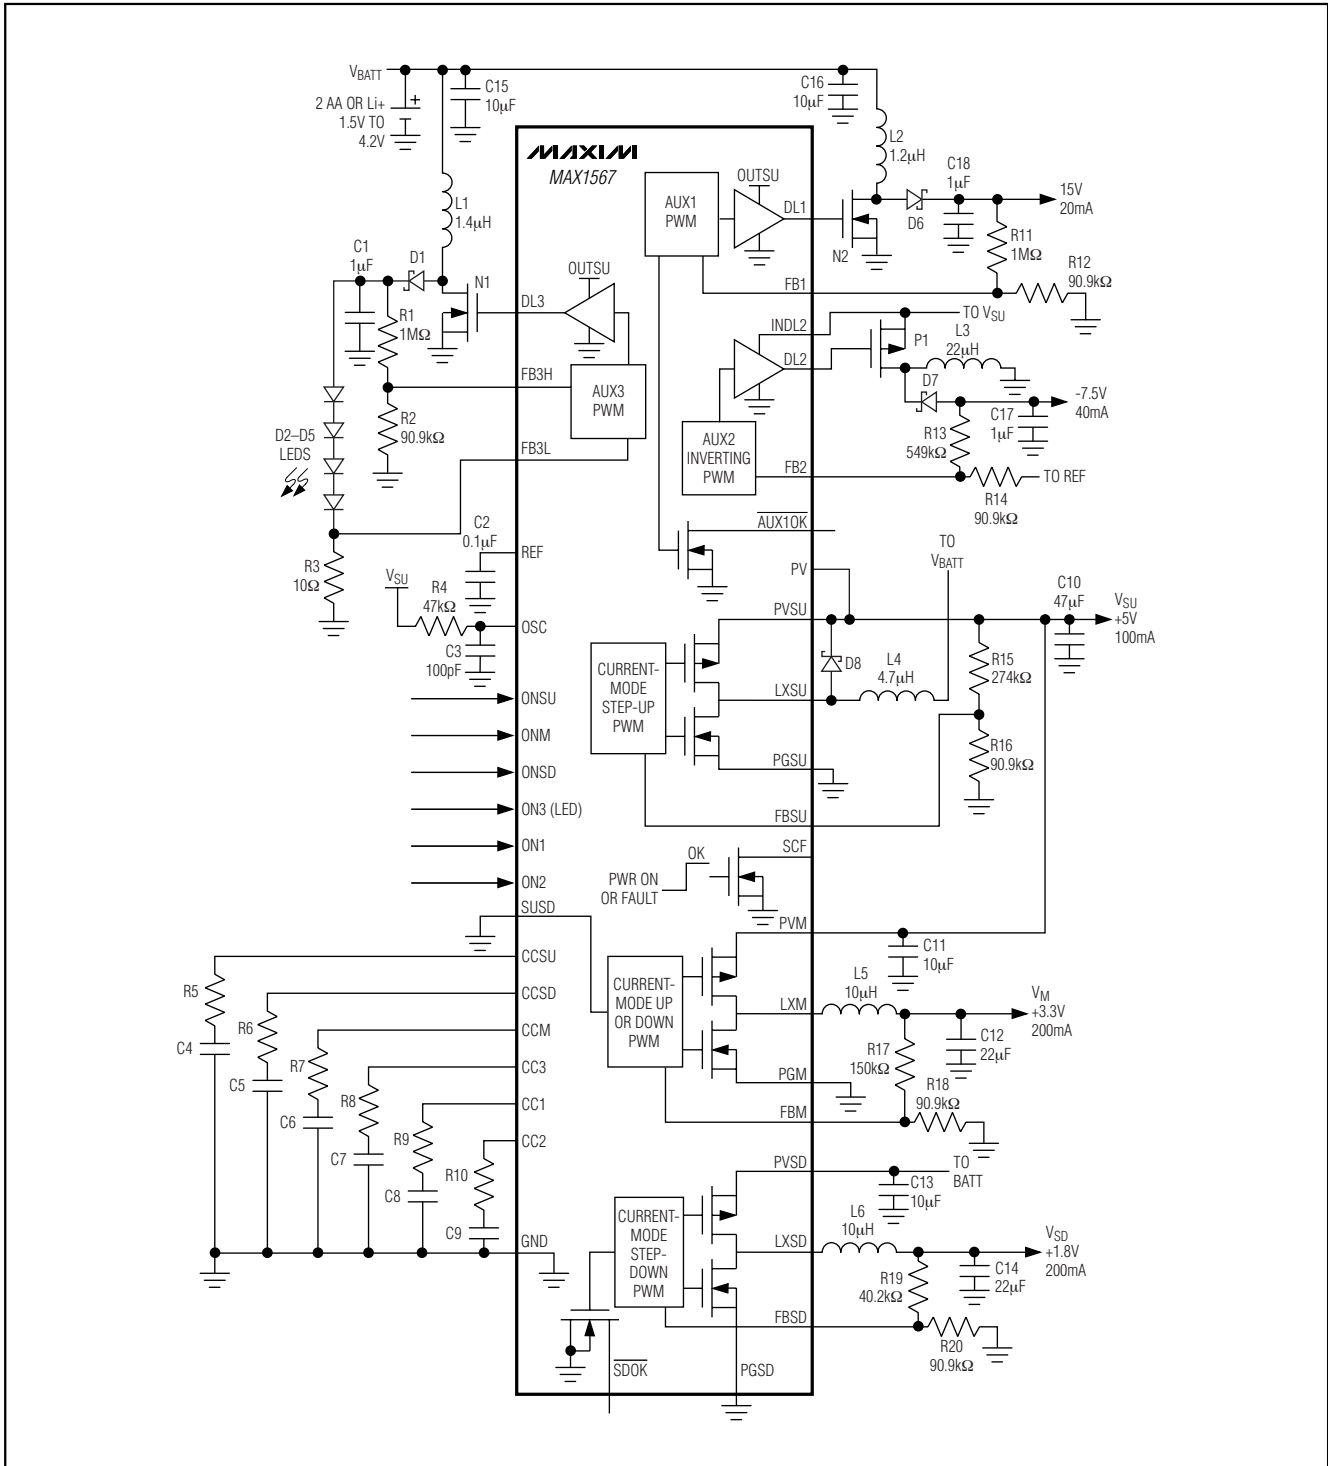 VBATT
2 AA OR Li+
1.5V TO
4.2V
+
C15
10µF
C16
10µF
L2
1.2µH
MAXIM
MAX1567
AUX1
PWM
OUTSU
DL1
N2
D6
C18
1µF
15V
20mA
R11
1MΩ
R12
90.9kΩ
FB1
L1
1.4µH
C1
1µF
D1
N1
R1
1MΩ
DL3
OUTSU
INDL2
TO VSU
DL2
P1
L3
22µH
D7
-7.5V
40mA
C17
1µF
R13
549kΩ
FB3H
AUX3
PWM
R2
90.9kΩ
D2–D5
LEDS
FB3L
AUX2
INVERTING
PWM
FB2
TO REF
R14
90.9kΩ
AUX1OK
C2
0.1µF
REF
R3
10Ω
VSU
R4
47kΩ
OSC
C3
100pF
PV
TO
VBATT
C10
47µF
VSU
+5V
100mA
PVSU
CURRENT-
MODE
STEP-UP
PWM
D8
L4
4.7µH
R15
274kΩ
LXSU
R16
90.9kΩ
PGSU
FBSU
ONSU
ONM
ONSD
ON3 (LED)
ON1
ON2
SUSD
SCF
OK
PWR ON
OR FAULT
PVM
C11
10µF
CCSU
CCSD
CCM
CC3
CC1
CC2
GND
R5
C4
R6
C5
R7
C6
R8
C7
R9
C8
R10
C9
CURRENT-
MODE UP
OR DOWN
PWM
L5
10µH
LXM
VM
+3.3V
200mA
R17
150kΩ
C12
22µF
PGM
R18
90.9kΩ
FBM
PVSD
TO
BATT
C13
10µF
CURRENT-
MODE
STEP-
DOWN
PWM
L6
10µH
LXSD
VSD
+1.8V
200mA
R19
40.2kΩ
C14
22µF
FBSD
R20
90.9kΩ
SDOK
PGSD